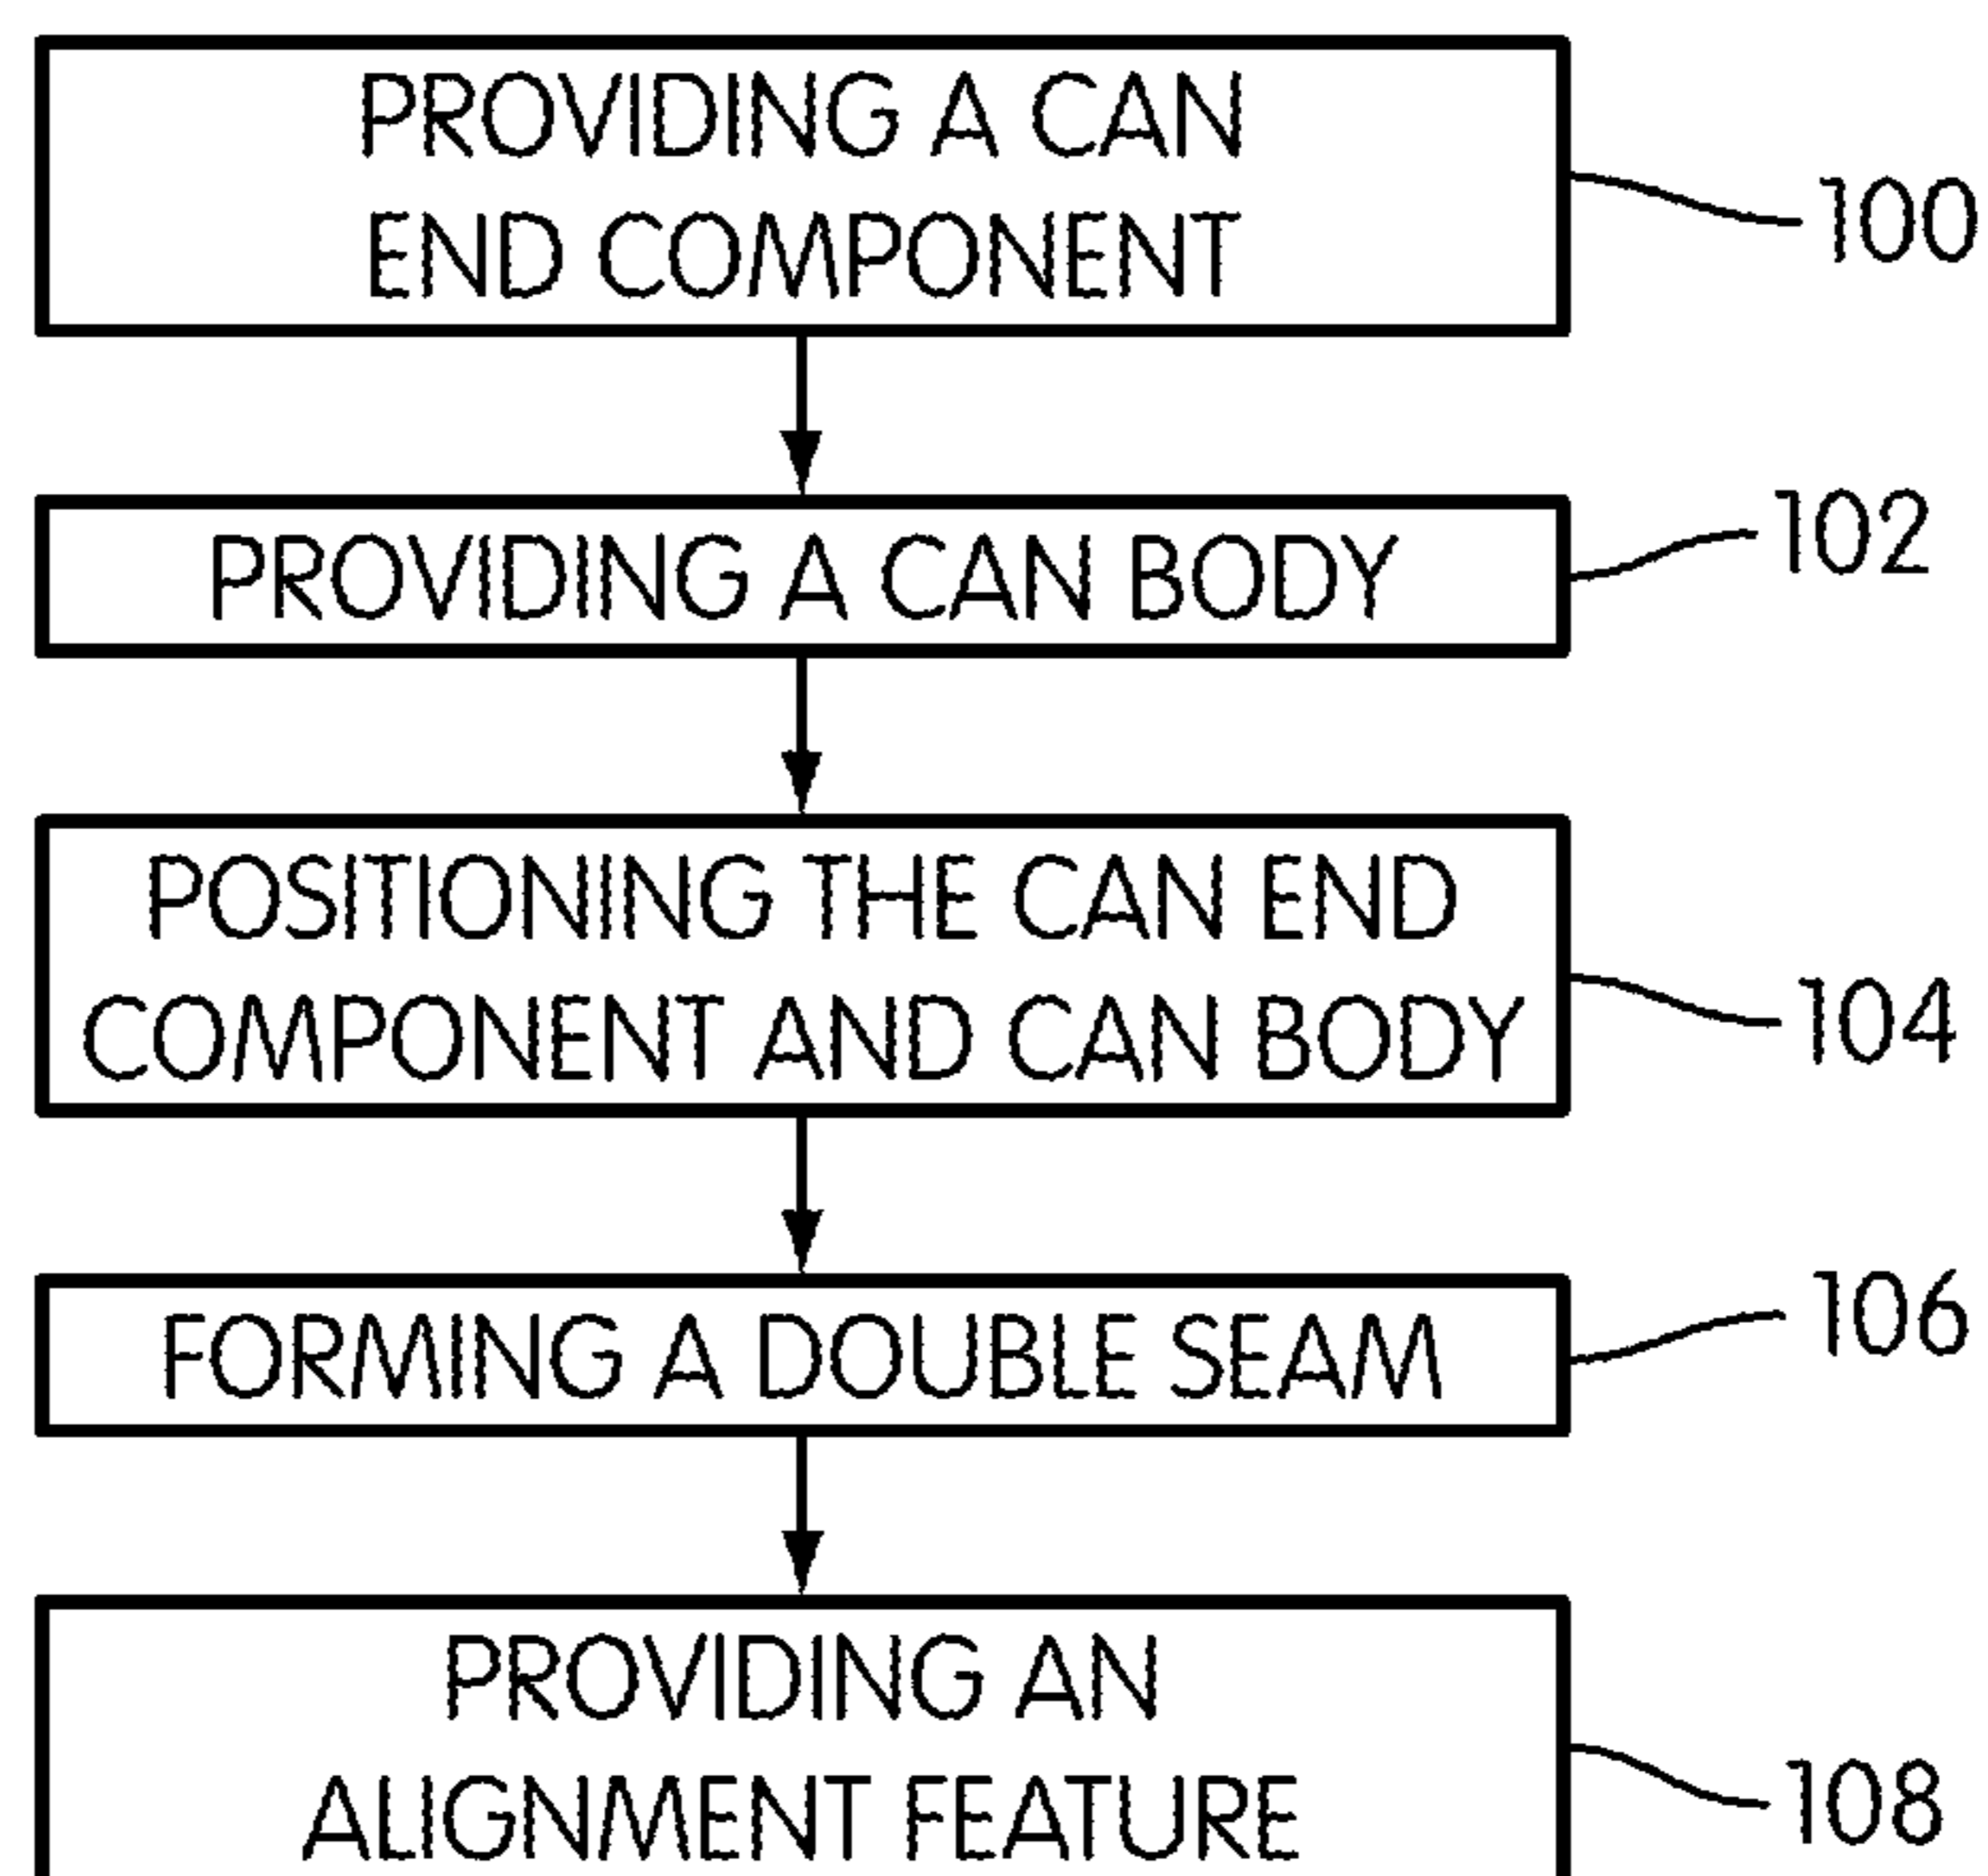 PROVIDING A CAN
END COMPONENT
100
PROVIDING A CAN BODY
102
POSITIONING THE CAN END
COMPONENT AND CAN BODY
104
FORMING A DOUBLE SEAM
106
PROVIDING AN
ALIGNMENT FEATURE
108